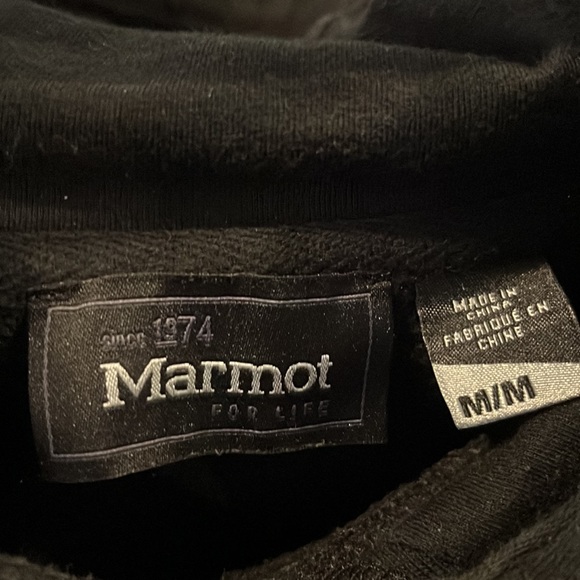 SINCE 1974
Marmot
FOR LIFE
MADE IN
CHINA
FABRIQUÉ EN
CHINE
M/M